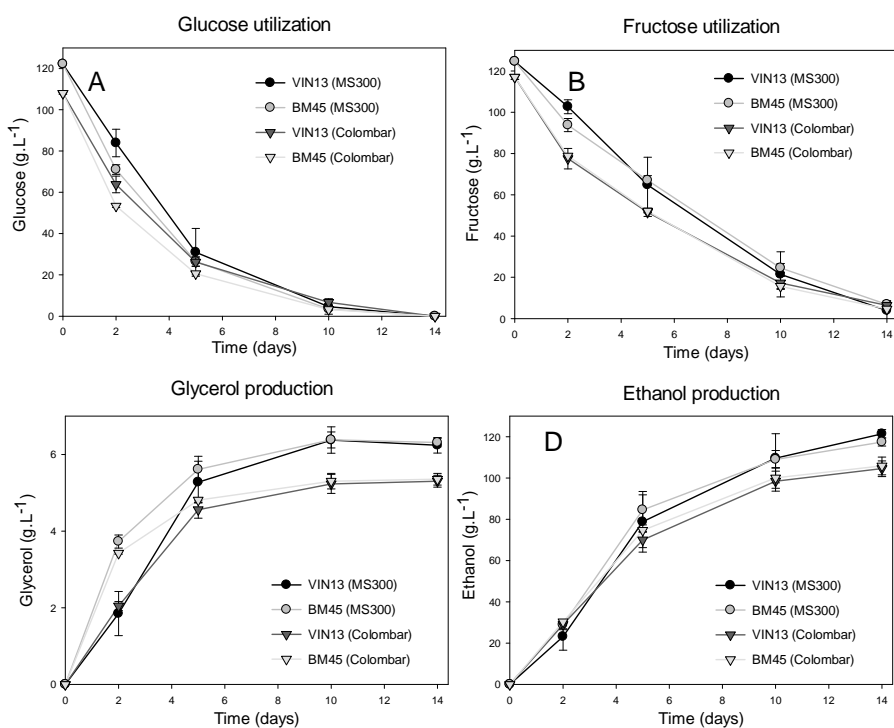 Glucose utilization
A
VIN13 (MS300)
BM45 (MS300)
VIN13 (Colombar)
BM45 (Colombar)
Glucose (g.L-1)
120
100
80
60
40
20
0
0 2 4 6 8 10 12 14
Time (days)
Fructose utilization
B
VIN13 (MS300)
BM45 (MS300)
VIN13 (Colombar)
BM45 (Colombar)
Fructose (g.L-1)
120
100
80
60
40
20
0
0 2 4 6 8 10 12 14
Time (days)
Glycerol production
Glycerol (g.L-1)
6
4
2
0
VIN13 (MS300)
BM45 (MS300)
VIN13 (Colombar)
BM45 (Colombar)
0 2 4 6 8 10 12 14
Time (days)
Ethanol production
D
Ethanol (g.L-1)
120
100
80
60
40
20
0
VIN13 (MS300)
BM45 (MS300)
VIN13 (Colombar)
BM45 (Colombar)
0 2 4 6 8 10 12 14
Time (days)